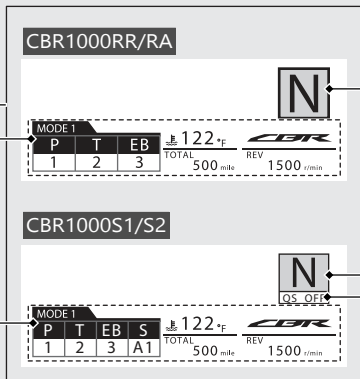 CBR1000RR/RA
N
MODE 1
P T EB
1 2 3
122 °F
TOTAL
500 mile
CBR
REV
1500 r/min
CBR1000S1/S2
N
QS OFF
MODE 1
P T EB S
1 2 3 A1
122 °F
TOTAL
500 mile
CBR
REV
1500 r/min